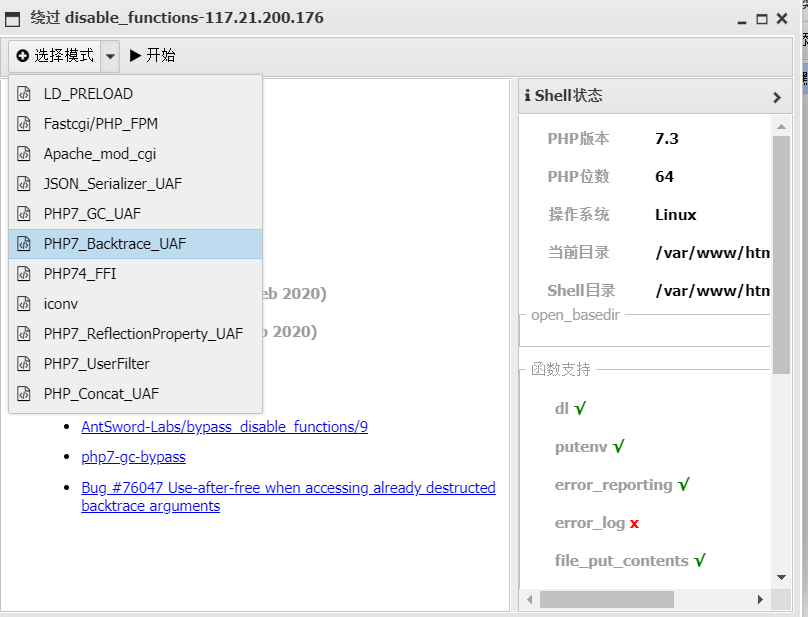 绕过 disable_functions-117.21.200.176
选择模式 开始
LD_PRELOAD
Fastcgi/PHP_FPM
Apache_mod_cgi
JSON_Serializer_UAF
PHP7_GC_UAF
PHP7_Backtrace_UAF
PHP74_FFI
iconv
PHP7_ReflectionProperty_UAF
PHP7_UserFilter
PHP_Concat_UAF
eb 2020)
b 2020)
AntSword-Labs/bypass_disable_functions/9
php7-gc-bypass
Bug #76047 Use-after-free when accessing already destructed
backtrace arguments
Shell状态
PHP版本 7.3
PHP位数 64
操作系统 Linux
当前目录 /var/www/htm
Shell目录 /var/www/htm
open_basedir
函数支持
dl √
putenv √
error_reporting √
error_log x
file_put_contents √